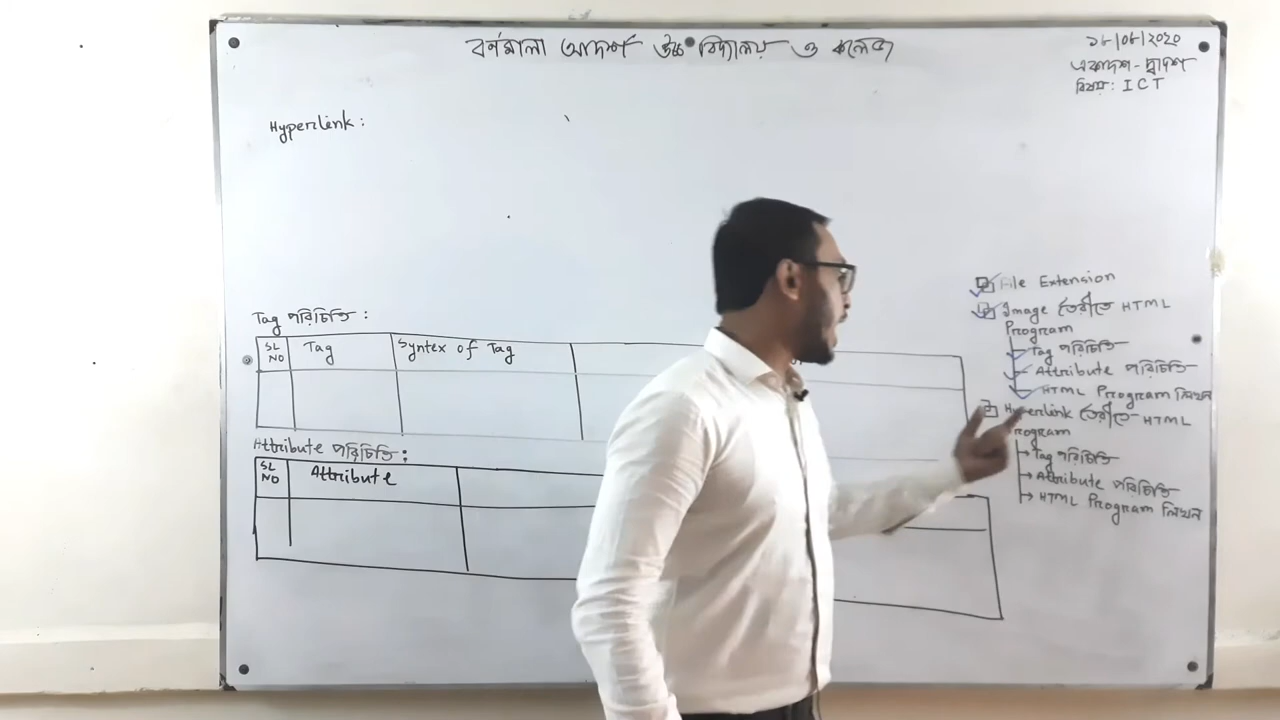 বর্ণমালা আদর্শ উচ্চ বিদ্যালয় ও কলেজ
১৮/০৮/২০২০
একাদশ - দ্বাদশ
বিষয়: ICT
Hyperlink:
File Extension
Image তৈরীতে HTML
Program
Tag পরিচিতি
Attribute পরিচিতি
HTML Program লিখন
Hyperlink তৈরীতে HTML
Program
Tag পরিচিতি
Attribute পরিচিতি
HTML Program লিখন
Tag পরিচিতি:
SL NO Tag Syntex of Tag
Attribute পরিচিতি:
SL NO Attribute